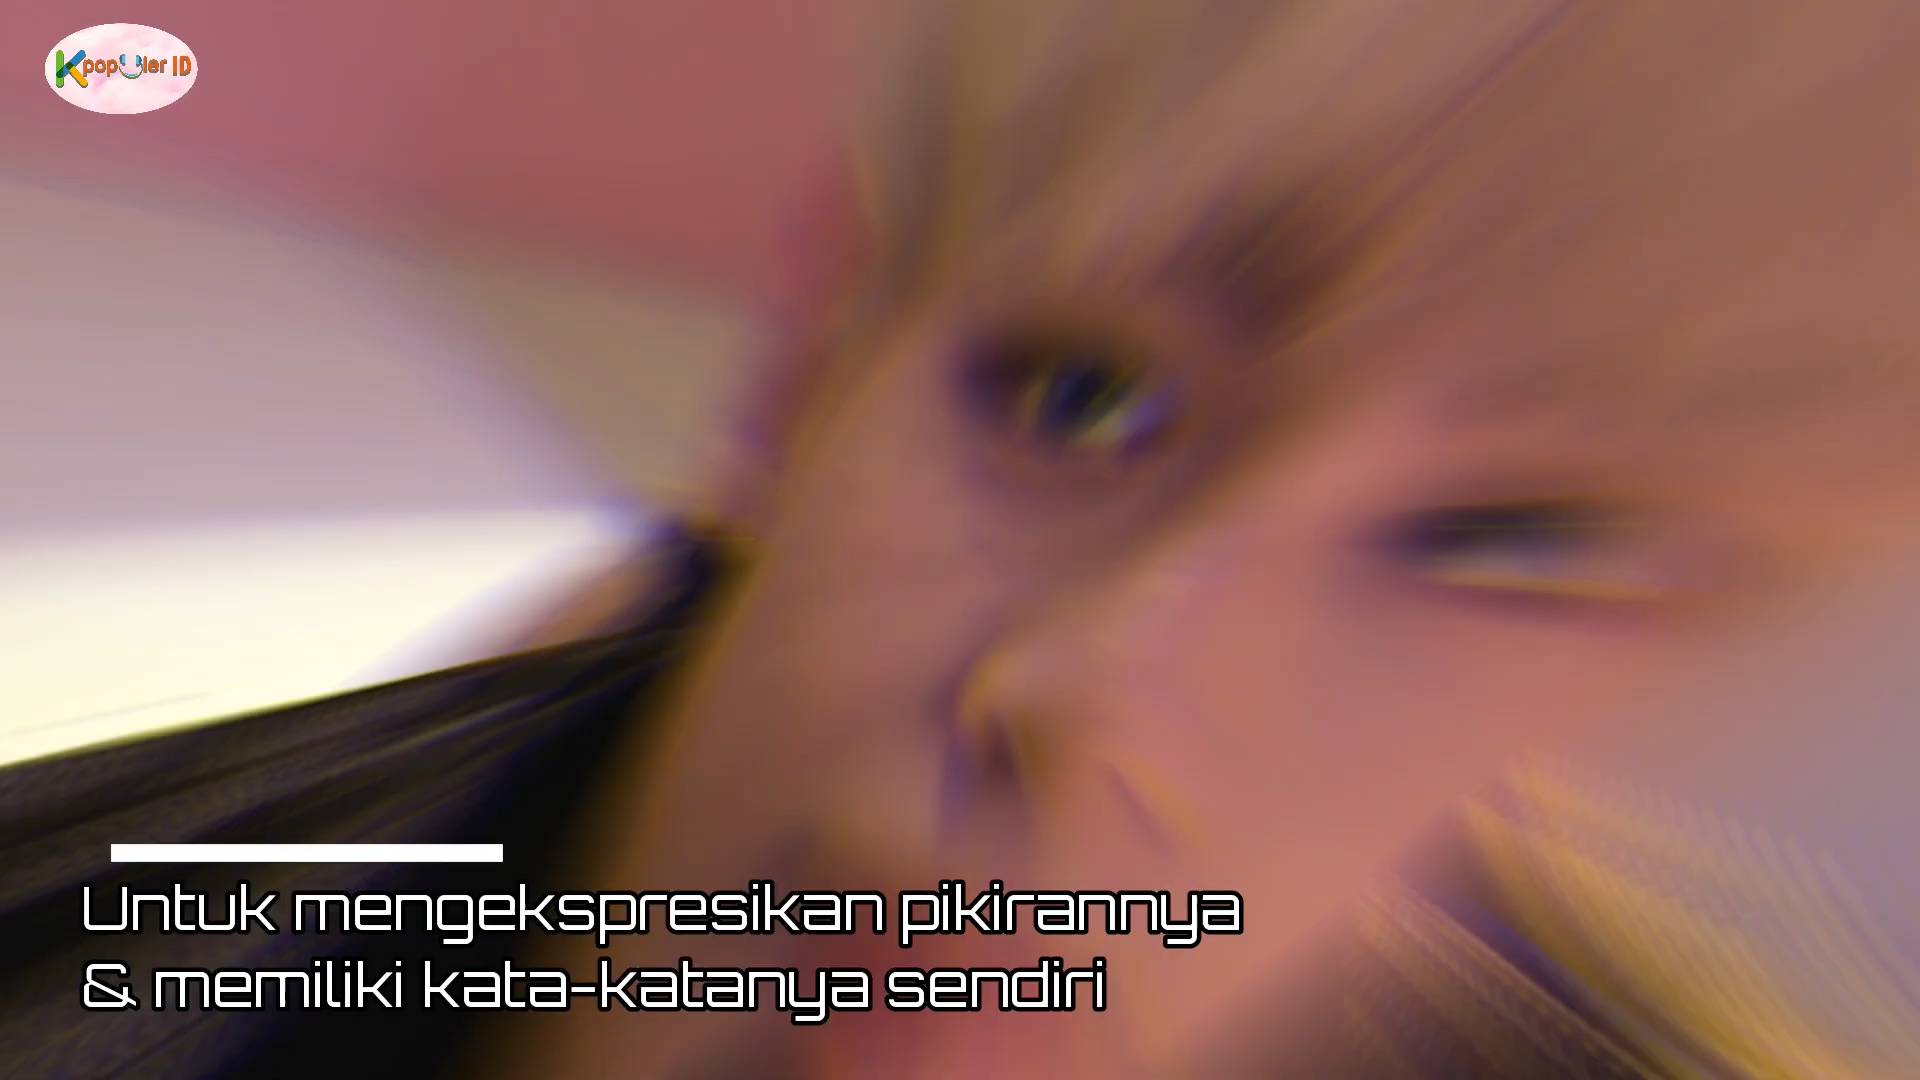 Kpopuler ID
Untuk mengekspresikan pikirannya
& memiliki kata-katanya sendiri